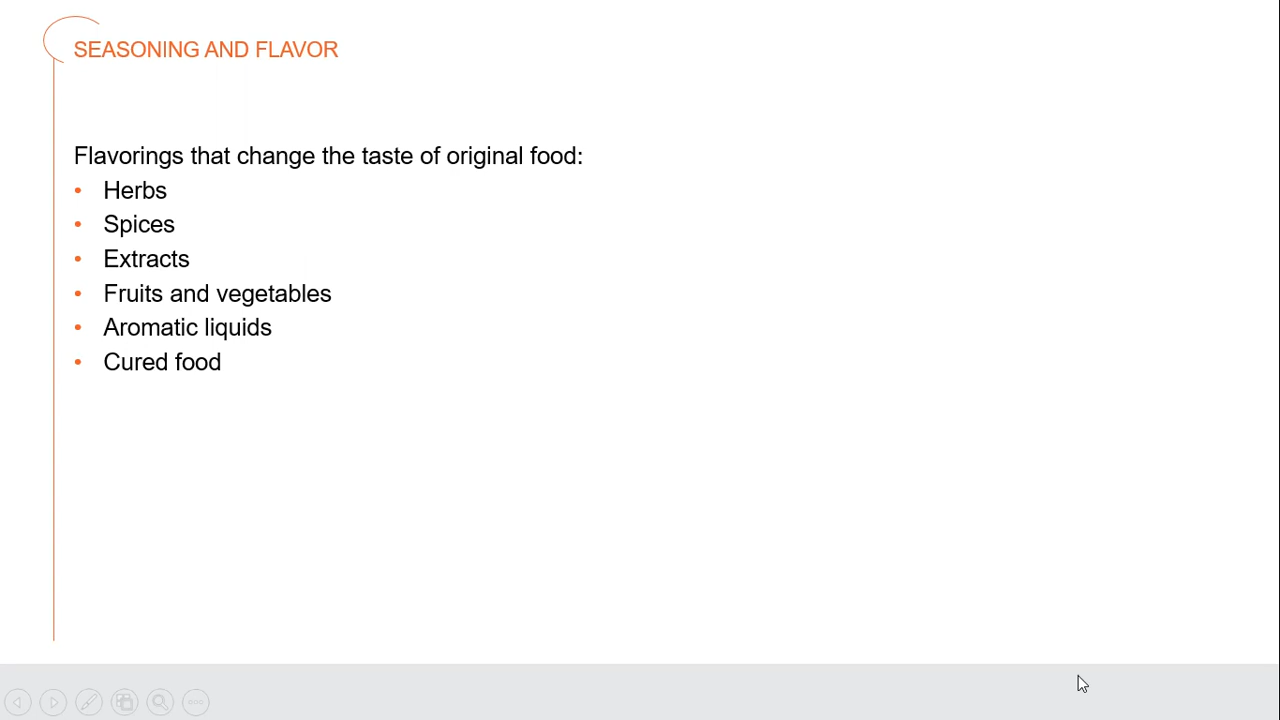 SEASONING AND FLAVOR
Flavorings that change the taste of original food:
• Herbs
• Spices
• Extracts
• Fruits and vegetables
• Aromatic liquids
• Cured food